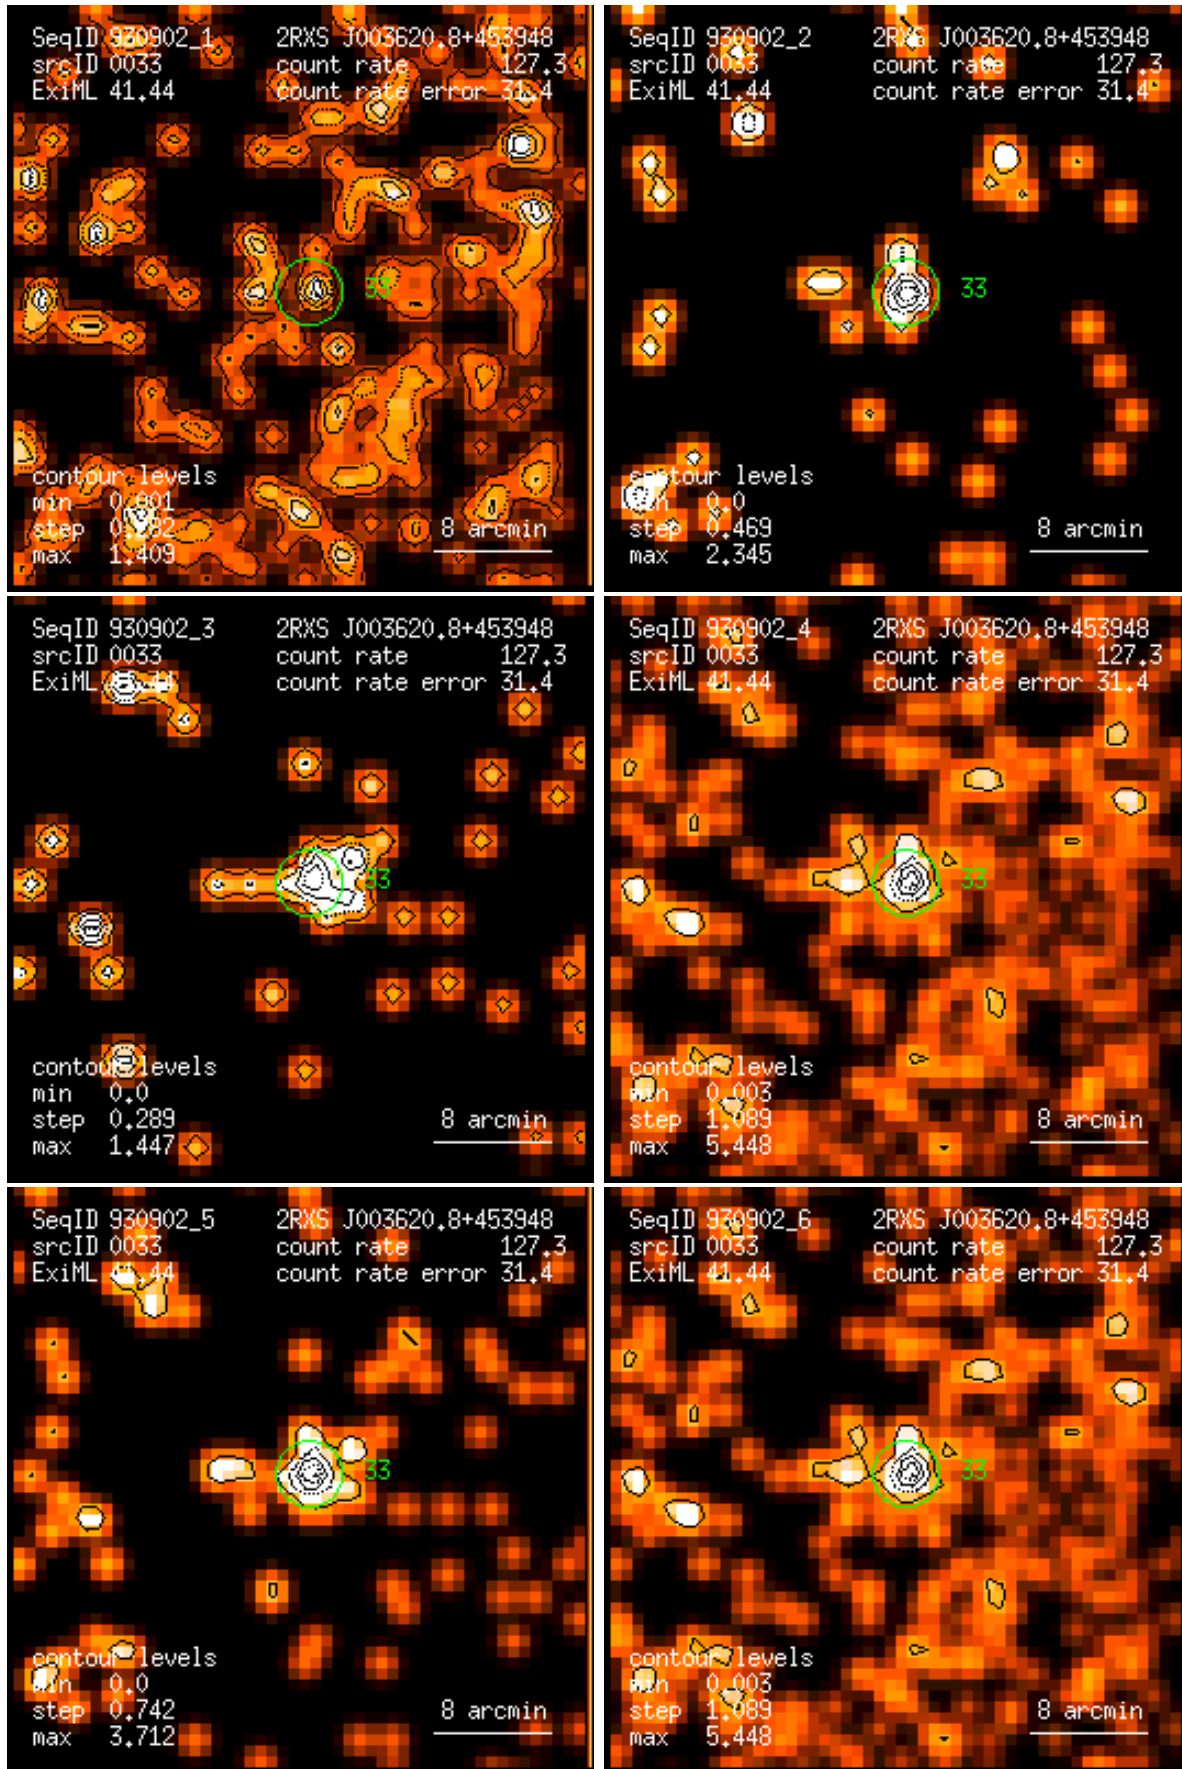 SeqID 930902_1 2RXS J003620.8+453948
srcID 0033 count rate 127.3
ExiML 41.44 count rate error 31.4
33
contour levels
min 0.001
step 0.282
max 1.409
8 arcmin
SeqID 930902_2 2RXS J003620.8+453948
srcID 0033 count rate 127.3
ExiML 41.44 count rate error 31.4
33
contour levels
min 0.0
step 0.469
max 2.345
8 arcmin
SeqID 930902_3 2RXS J003620.8+453948
srcID 0033 count rate 127.3
ExiML 41.44 count rate error 31.4
33
contour levels
min 0.0
step 0.289
max 1.447
8 arcmin
SeqID 930902_4 2RXS J003620.8+453948
srcID 0033 count rate 127.3
ExiML 41.44 count rate error 31.4
33
contour levels
min 0.003
step 1.089
max 5.448
8 arcmin
SeqID 930902_5 2RXS J003620.8+453948
srcID 0033 count rate 127.3
ExiML 41.44 count rate error 31.4
33
contour levels
min 0.0
step 0.742
max 3.712
8 arcmin
SeqID 930902_6 2RXS J003620.8+453948
srcID 0033 count rate 127.3
ExiML 41.44 count rate error 31.4
33
contour levels
min 0.003
step 1.089
max 5.448
8 arcmin